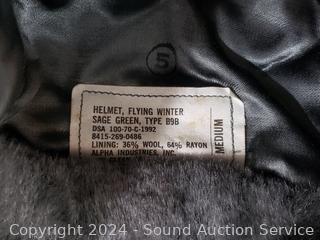 5
HELMET, FLYING WINTER
SAGE GREEN, TYPE B9B
DSA 100-70-C-1992
8415-269-0486
LINING: 36% WOOL, 64% RAYON
ALPHA INDUSTRIES, INC.
MEDIUM
Copyright © 2024 - Sound Auction Service